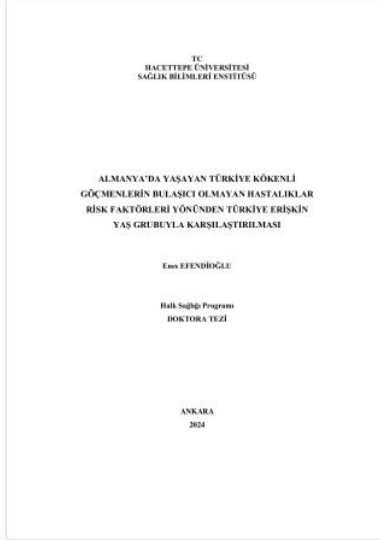 TC
HACETTEPE ÜNİVERSİTESİ
SAĞLIK BİLİMLERİ ENSTİTÜSÜ
ALMANYA'DA YAŞAYAN TÜRKİYE KÖKENLİ
GÖÇMENLERİN BULAŞICI OLMAYAN HASTALIKLAR
RİSK FAKTÖRLERİ YÖNÜNDEN TÜRKİYE ERİŞKİN
YAŞ GRUBUYLA KARŞILAŞTIRILMASI
Enes EFENDİOĞLU
Halk Sağlığı Programı
DOKTORA TEZİ
ANKARA
2024